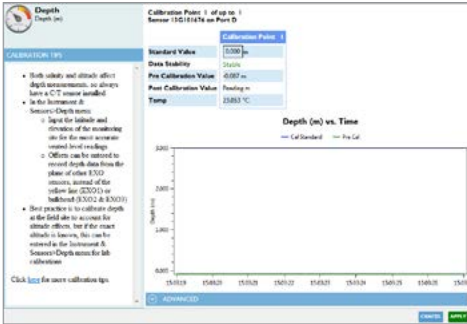 Depth
Depth (m)
CALIBRATION TIPS
• Both salinity and altitude affect
depth measurements, so always
have a C/T sensor installed
• In the Instrument &
Sensors>Depth menu
○ Input the latitude and
elevation of the monitoring
site for the most accurate
vented-level readings
○ Offsets can be entered to
record depth data from the
plane of other EXO
sensors, instead of the
yellow line (EXO1) or
bulkhead (EXO2 & EXO3)
• Best practice is to calibrate depth
at the field site to account for
altitude effects, but if the exact
altitude is known, this can be
entered in the Instrument &
Sensors>Depth menu for lab
calibrations
Click here for more calibration tips
Calibration Point 1 of up to 1
Sensor on Port D
Calibration Point 1
Standard Value 0.000 m
Data Stability Stable
Pre Calibration Value -0.007 m
Post Calibration Value Pending m
Temp °C
Depth (m) vs. Time
Cal Standard Pre Cal
Depth (m)
ADVANCED
CANCEL APPLY